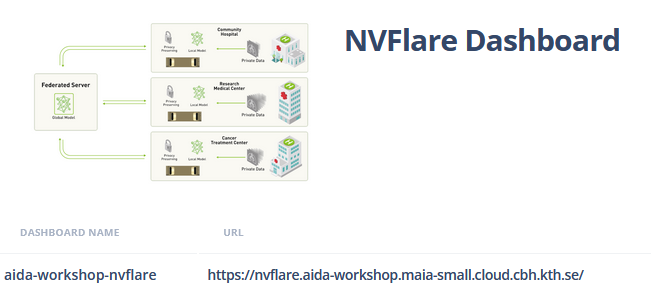 NVFlare Dashboard
Federated Server
Global Model
Community
Hospital
Privacy
Preserving
Local Model
Private Data
Research
Medical Center
Privacy
Preserving
Local Model
Private Data
Cancer
Treatment Center
Privacy
Preserving
Local Model
Private Data
DASHBOARD NAME URL
aida-workshop-nvflare https://nvflare.aida-workshop.maia-small.cloud.cbh.kth.se/